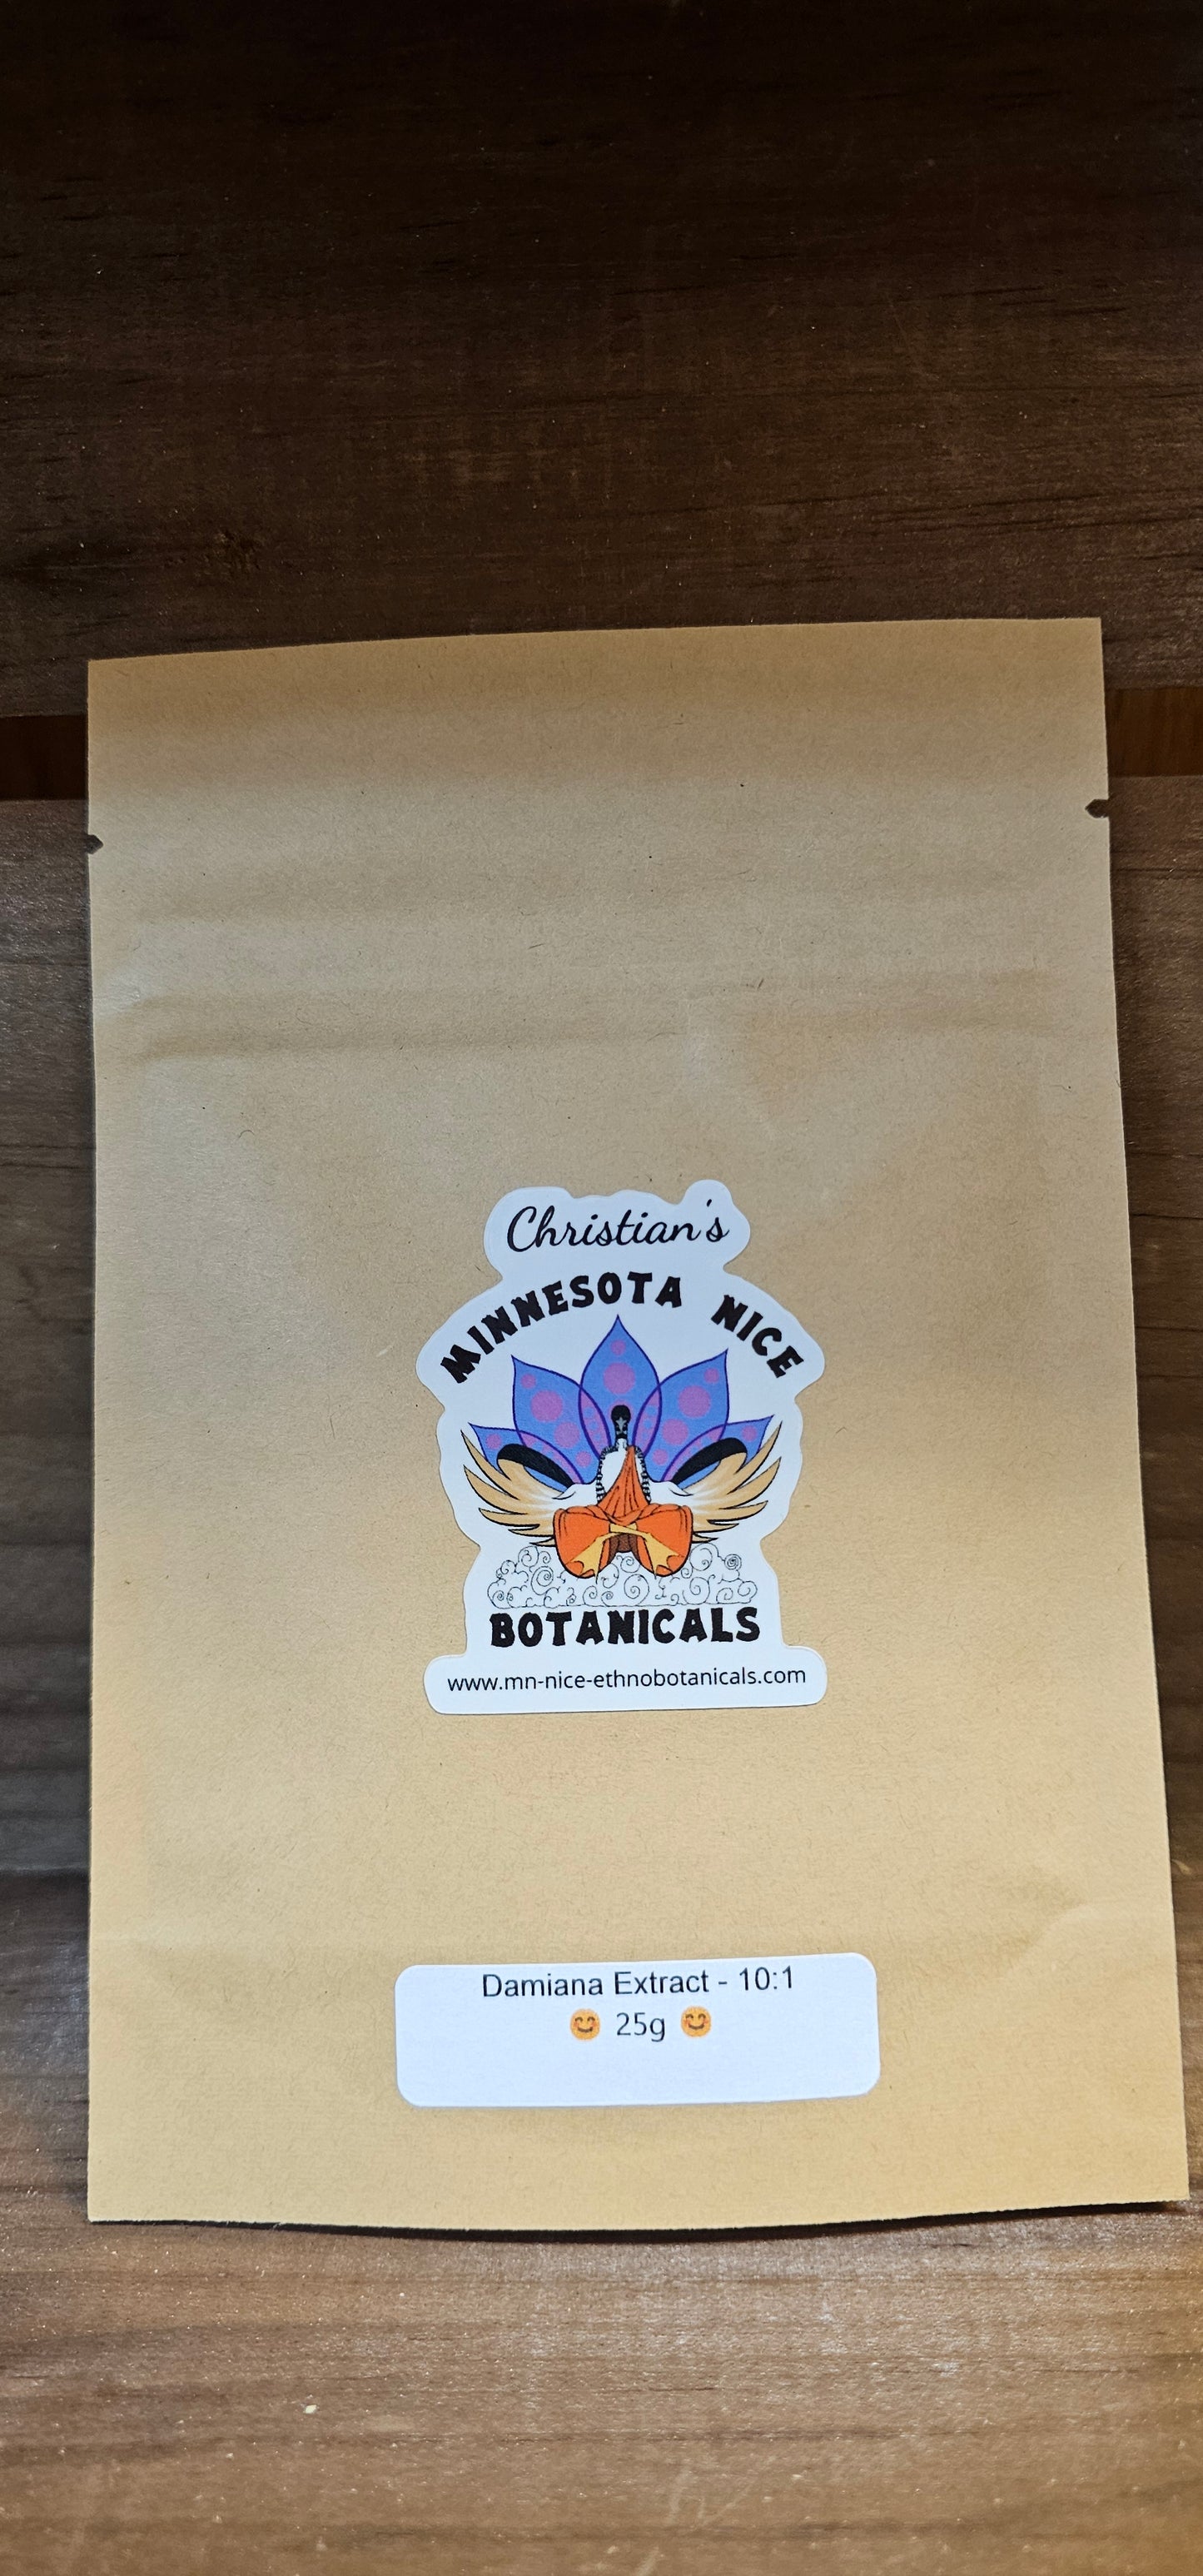 Christian's
MINNESOTA NICE
BOTANICALS
www.mn-nice-ethnobotanicals.com
Damiana Extract - 10:1
😊 25g 😊